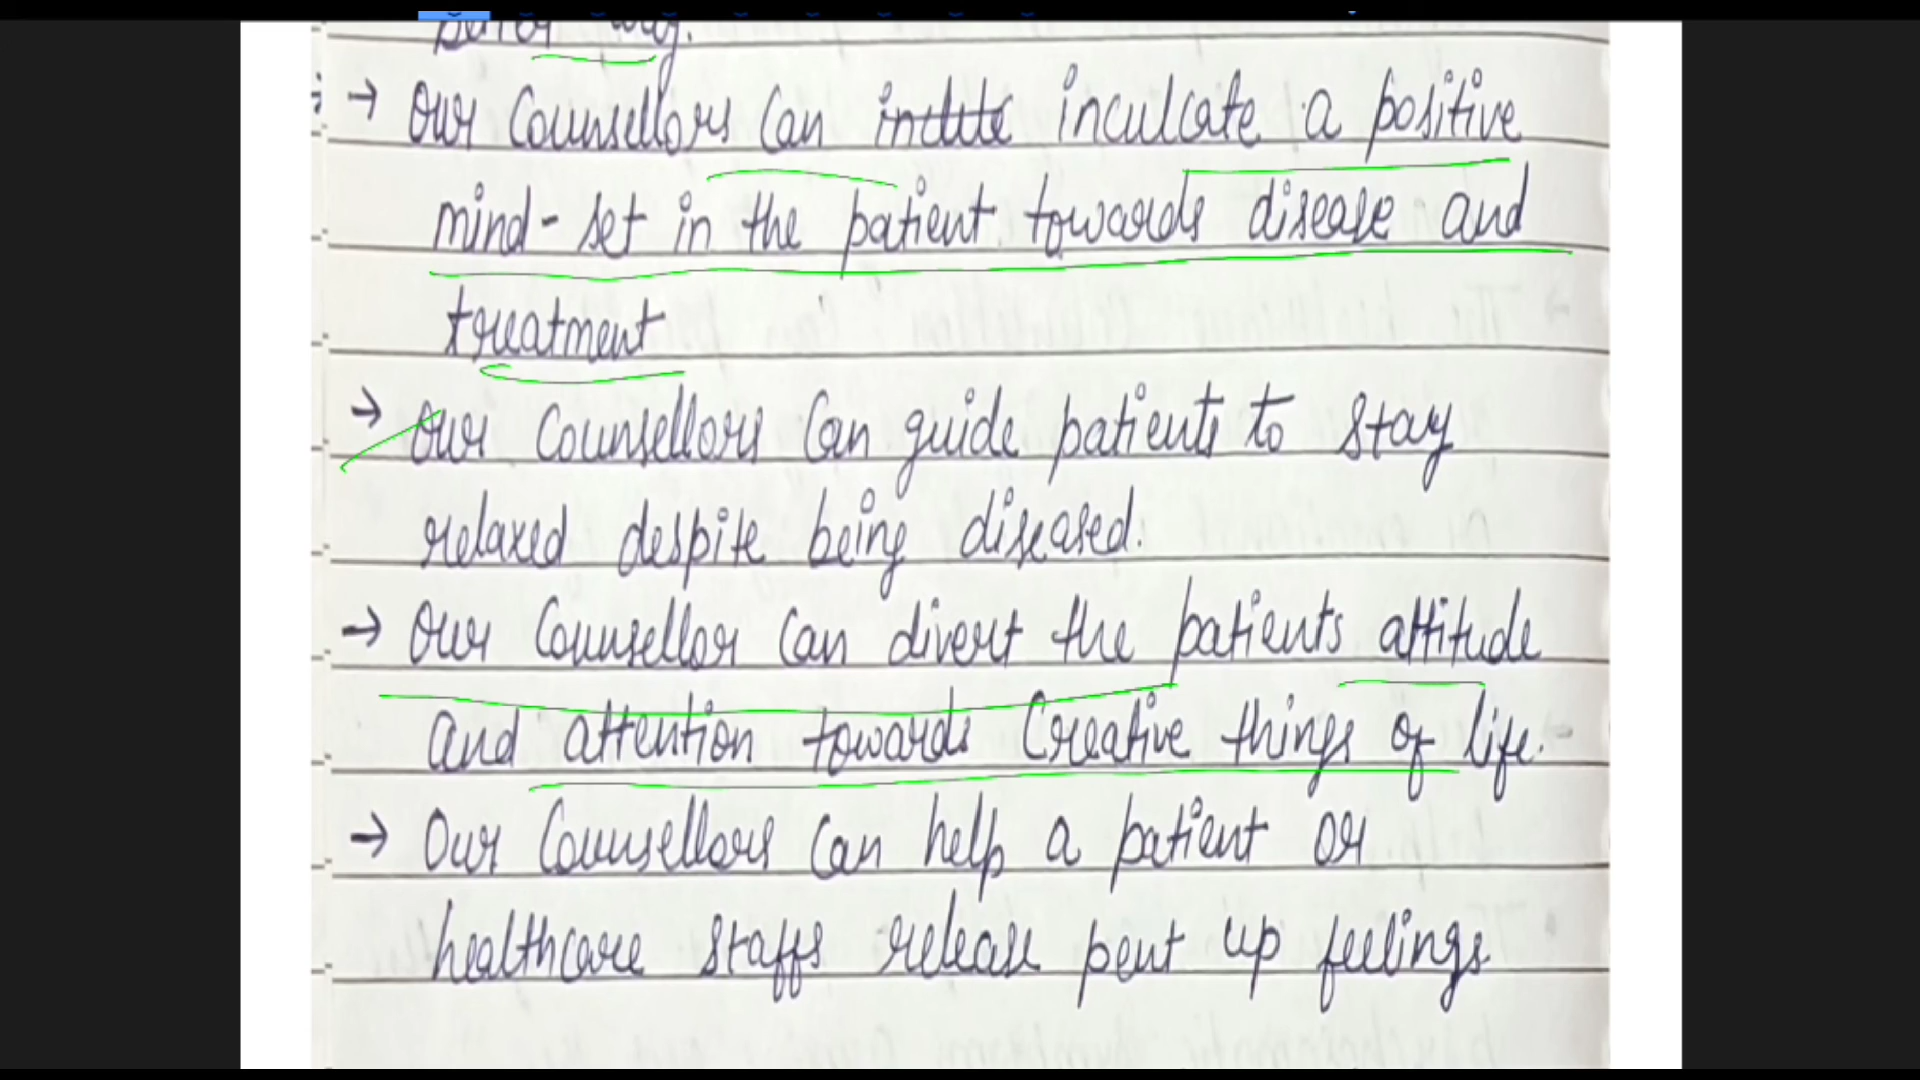 better way.
→ Our Counsellors Can inculcate a positive
mind-set in the patient towards disease and
treatment
→ Our Counsellors Can guide patients to stay
relaxed despite being diseased.
→ Our Counsellor Can divert the patients attitude
and attention towards Creative things of life.
→ Our Counsellors Can help a patient or
healthcare staffs release pent up feelings